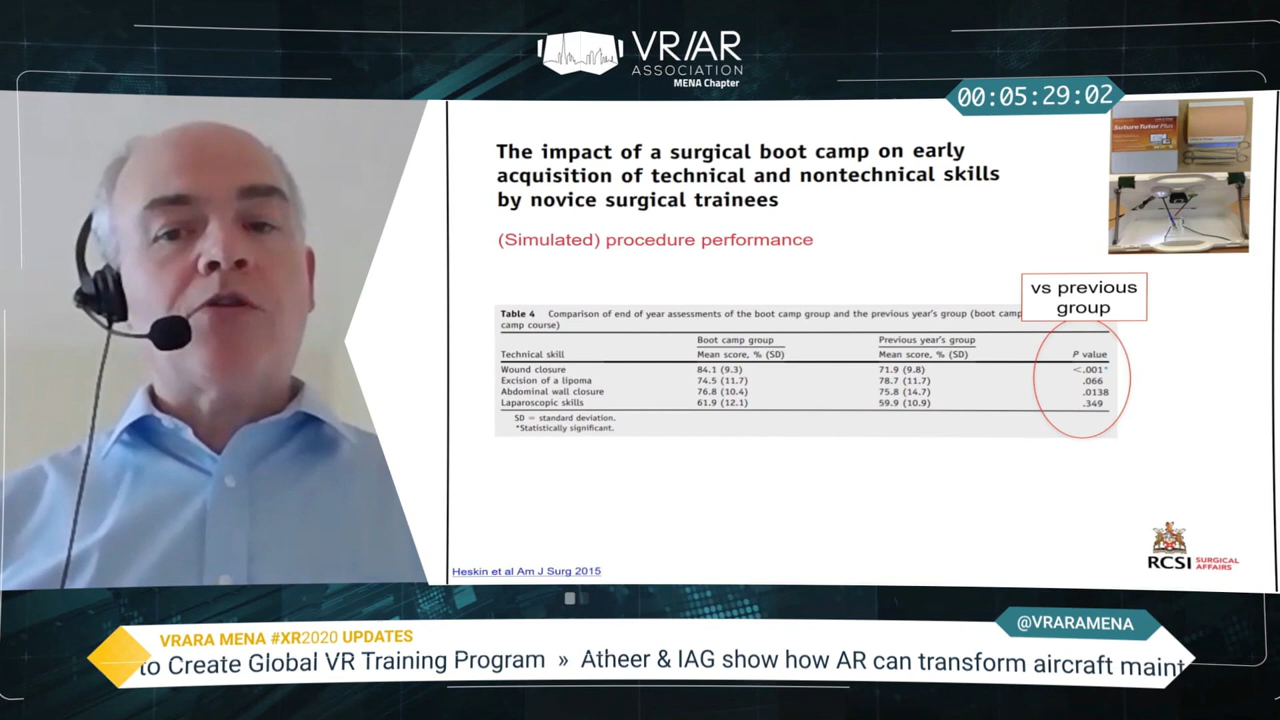 VR/AR
ASSOCIATION
MENA Chapter
00:05:29:02
SutureTutor Plus
The impact of a surgical boot camp on early
acquisition of technical and nontechnical skills
by novice surgical trainees
(Simulated) procedure performance
vs previous
group
Table 4 Comparison of end of year assessments of the boot camp group and the previous year's group (boot camp
camp course)
Boot camp group Previous year's group
Technical skill Mean score, % (SD) Mean score, % (SD) P value
Wound closure 84.1 (9.3) 71.9 (9.8) <.001*
Excision of a lipoma 74.5 (11.7) 78.7 (11.7) .066
Abdominal wall closure 76.8 (10.4) 75.8 (14.7) .0138
Laparoscopic skills 61.9 (12.1) 59.9 (10.9) .349
SD = standard deviation.
*Statistically significant.
RCSI SURGICAL
AFFAIRS
Heskin et al Am J Surg 2015
@VRARAMENA
VRARA MENA #XR2020 UPDATES
to Create Global VR Training Program » Atheer & IAG show how AR can transform aircraft maint